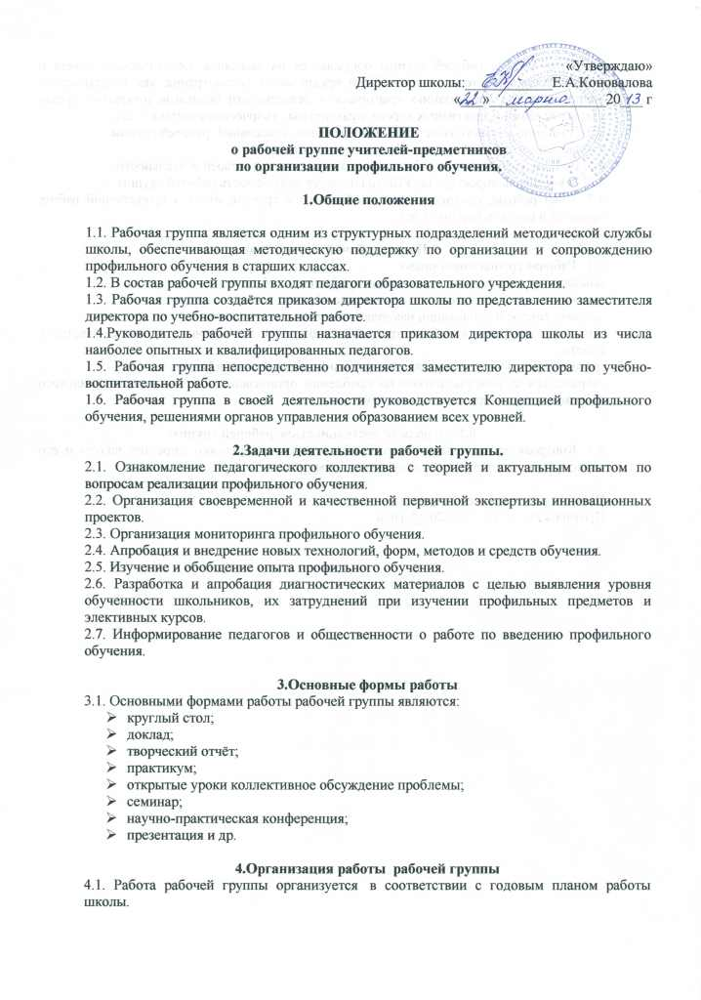 «Утверждаю»
Директор школы: Е.А.Коновалова
«22 » марта 20 13 г
ПОЛОЖЕНИЕ
о рабочей группе учителей-предметников
по организации профильного обучения.
1.Общие положения
1.1. Рабочая группа является одним из структурных подразделений методической службы
школы, обеспечивающая методическую поддержку по организации и сопровождению
профильного обучения в старших классах.
1.2. В состав рабочей группы входят педагоги образовательного учреждения.
1.3. Рабочая группа создаётся приказом директора школы по представлению заместителя
директора по учебно-воспитательной работе.
1.4.Руководитель рабочей группы назначается приказом директора школы из числа
наиболее опытных и квалифицированных педагогов.
1.5. Рабочая группа непосредственно подчиняется заместителю директора по учебно-
воспитательной работе.
1.6. Рабочая группа в своей деятельности руководствуется Концепцией профильного
обучения, решениями органов управления образованием всех уровней.
2.Задачи деятельности рабочей группы.
2.1. Ознакомление педагогического коллектива с теорией и актуальным опытом по
вопросам реализации профильного обучения.
2.2. Организация своевременной и качественной первичной экспертизы инновационных
проектов.
2.3. Организация мониторинга профильного обучения.
2.4. Апробация и внедрение новых технологий, форм, методов и средств обучения.
2.5. Изучение и обобщение опыта профильного обучения.
2.6. Разработка и апробация диагностических материалов с целью выявления уровня
обученности школьников, их затруднений при изучении профильных предметов и
элективных курсов.
2.7. Информирование педагогов и общественности о работе по введению профильного
обучения.
3.Основные формы работы
3.1. Основными формами работы рабочей группы являются:
➢ круглый стол;
➢ доклад;
➢ творческий отчёт;
➢ практикум;
➢ открытые уроки коллективное обсуждение проблемы;
➢ семинар;
➢ научно-практическая конференция;
➢ презентация и др.
4.Организация работы рабочей группы
4.1. Работа рабочей группы организуется в соответствии с годовым планом работы
школы.